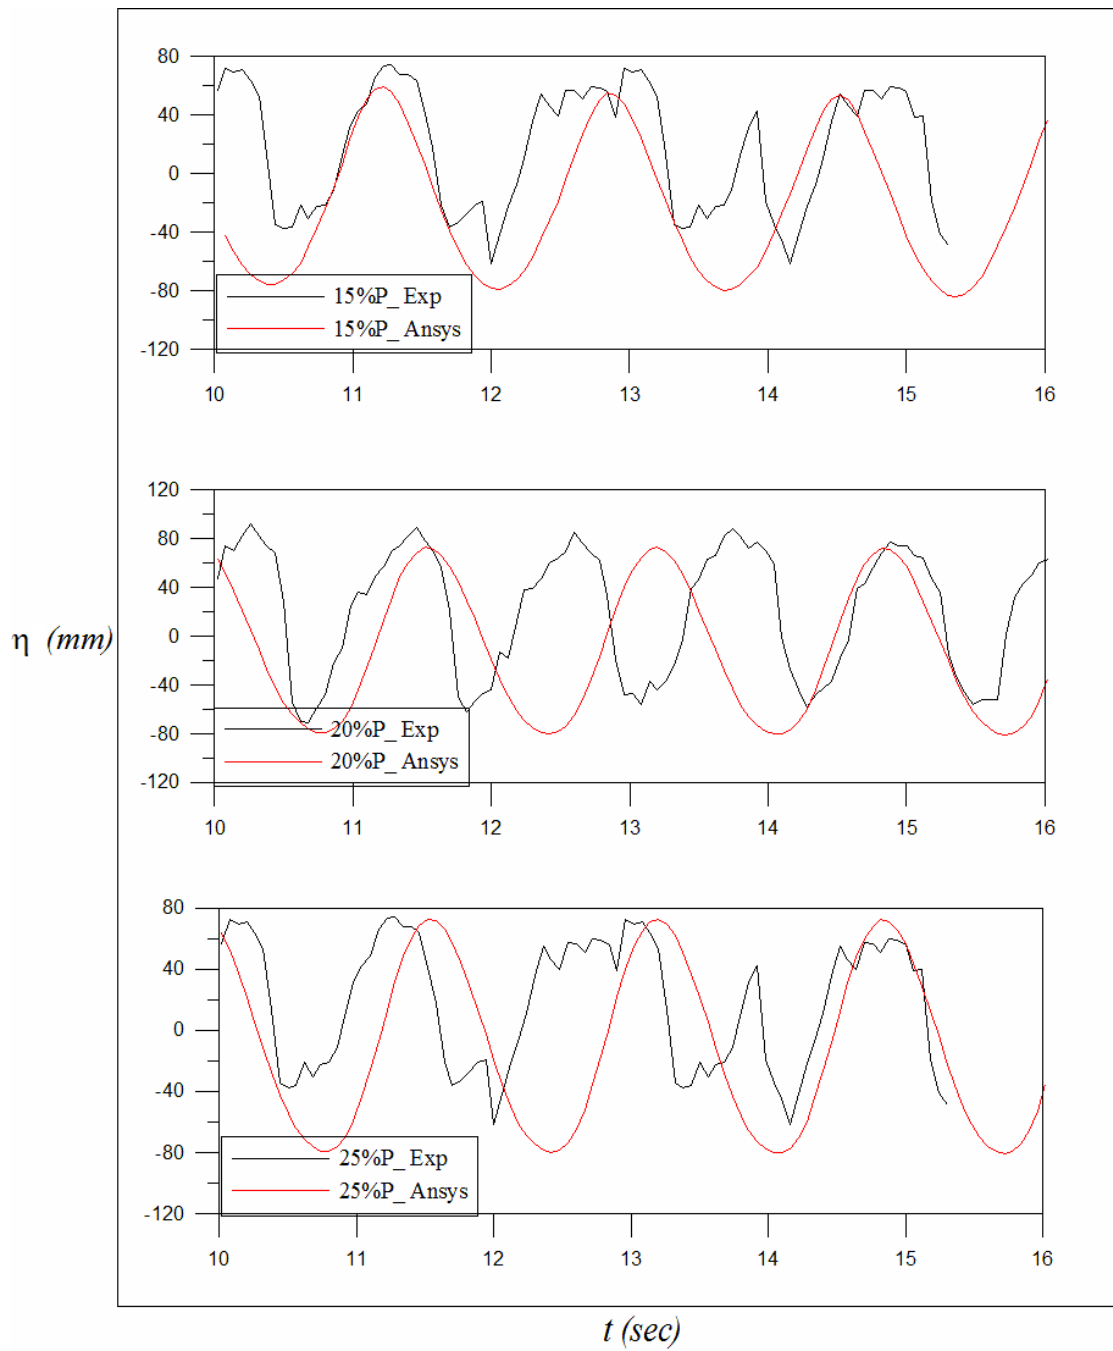 80
40
0
-40
-80
-120
15%P_ Exp
15%P_ Ansys
10 11 12 13 14 15 16
120
80
40
0
η (mm)
-40
-80
-120
20%P_ Exp
20%P_ Ansys
10 11 12 13 14 15 16
80
40
0
-40
-80
-120
25%P_ Exp
25%P_ Ansys
10 11 12 13 14 15 16
t (sec)